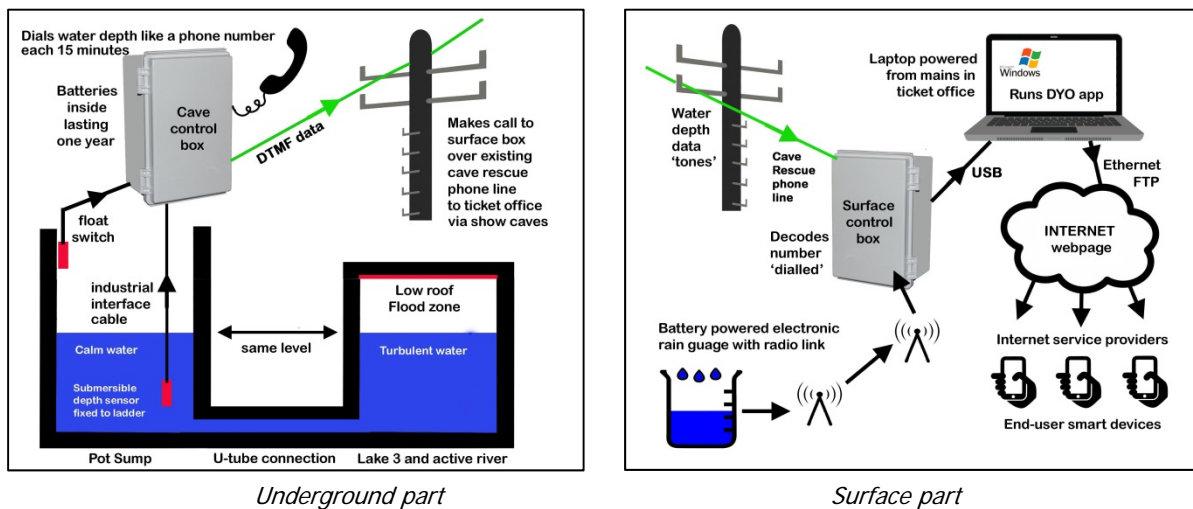 Dials water depth like a phone number
each 15 minutes
Batteries
inside
lasting
one year
Cave
control
box
DTMF data
Makes call to
surface box
over existing
cave rescue
phone line
to ticket office
via show caves
float
switch
industrial
interface
cable
Low roof
Flood zone
same level
Calm water
Turbulent water
Submersible
depth sensor
fixed to ladder
Pot Sump
U-tube connection
Lake 3 and active river
Underground part
Laptop powered
from mains in
ticket office
Windows
Runs DYO app
Water
depth
data
'tones'
Cave
Rescue
phone
line
USB
Ethernet
FTP
Surface
control
box
Decodes
number
'dialled'
INTERNET
webpage
Battery powered electronic
rain guage with radio link
Internet service providers
End-user smart devices
Surface part